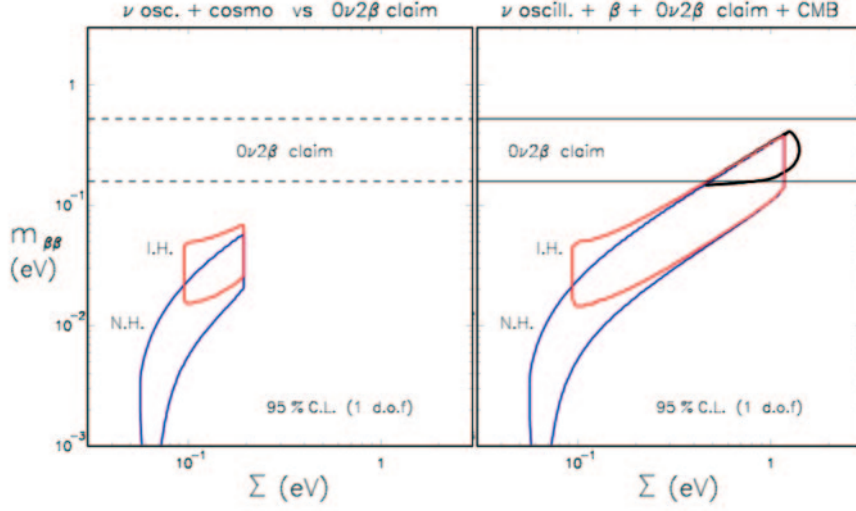 ν osc. + cosmo vs 0ν2β claim
ν oscill. + β + 0ν2β claim + CMB
1
0ν2β claim
0ν2β claim
10⁻¹
m_ββ
(eV)
I.H.
I.H.
10⁻²
N.H.
N.H.
95 % C.L. (1 d.o.f)
95 % C.L. (1 d.o.f)
10⁻³
10⁻¹ 1
10⁻¹ 1
Σ (eV)
Σ (eV)